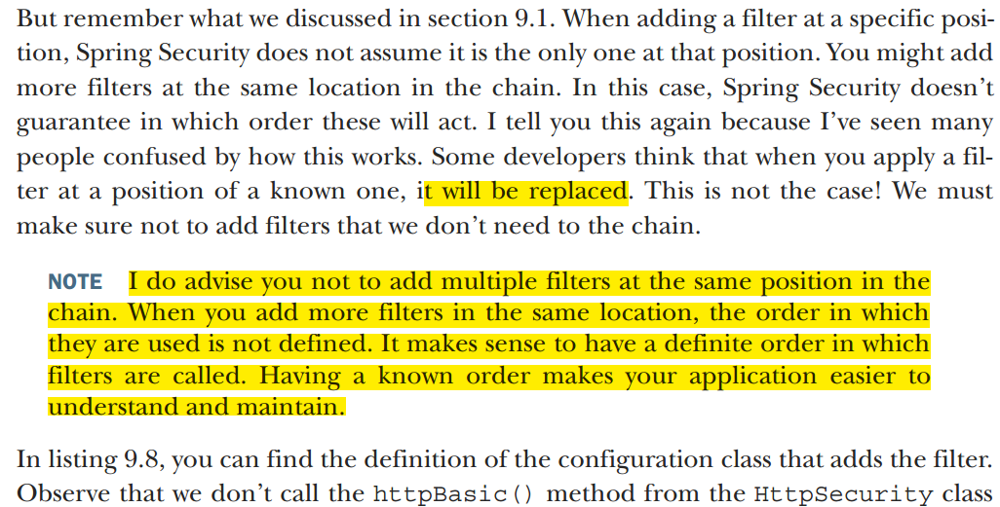 But remember what we discussed in section 9.1. When adding a filter at a specific posi-
tion, Spring Security does not assume it is the only one at that position. You might add
more filters at the same location in the chain. In this case, Spring Security doesn’t
guarantee in which order these will act. I tell you this again because I’ve seen many
people confused by how this works. Some developers think that when you apply a fil-
ter at a position of a known one, it will be replaced. This is not the case! We must
make sure not to add filters that we don’t need to the chain.
NOTE I do advise you not to add multiple filters at the same position in the
chain. When you add more filters in the same location, the order in which
they are used is not defined. It makes sense to have a definite order in which
filters are called. Having a known order makes your application easier to
understand and maintain.
In listing 9.8, you can find the definition of the configuration class that adds the filter.
Observe that we don’t call the httpBasic() method from the HttpSecurity class